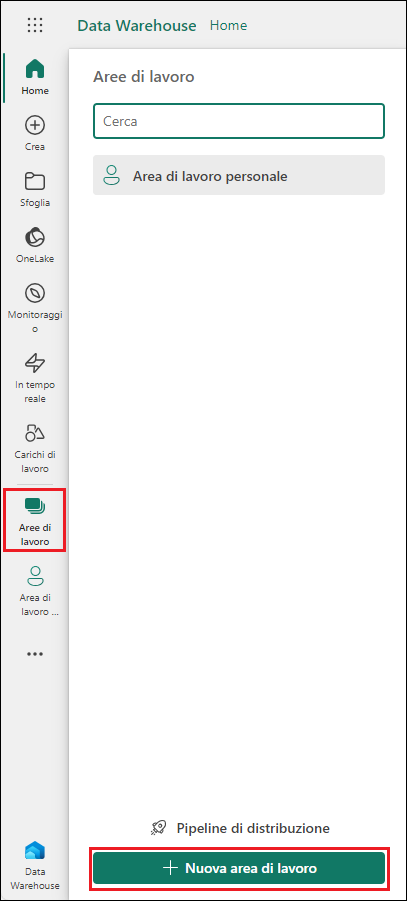 Data Warehouse Home
Home
Crea
Sfoglia
OneLake
Monitoraggi
o
In tempo
reale
Carichi di
lavoro
Aree di
lavoro
Area di
lavoro ...
Data
Warehouse
Aree di lavoro
Cerca
Area di lavoro personale
Pipeline di distribuzione
Nuova area di lavoro